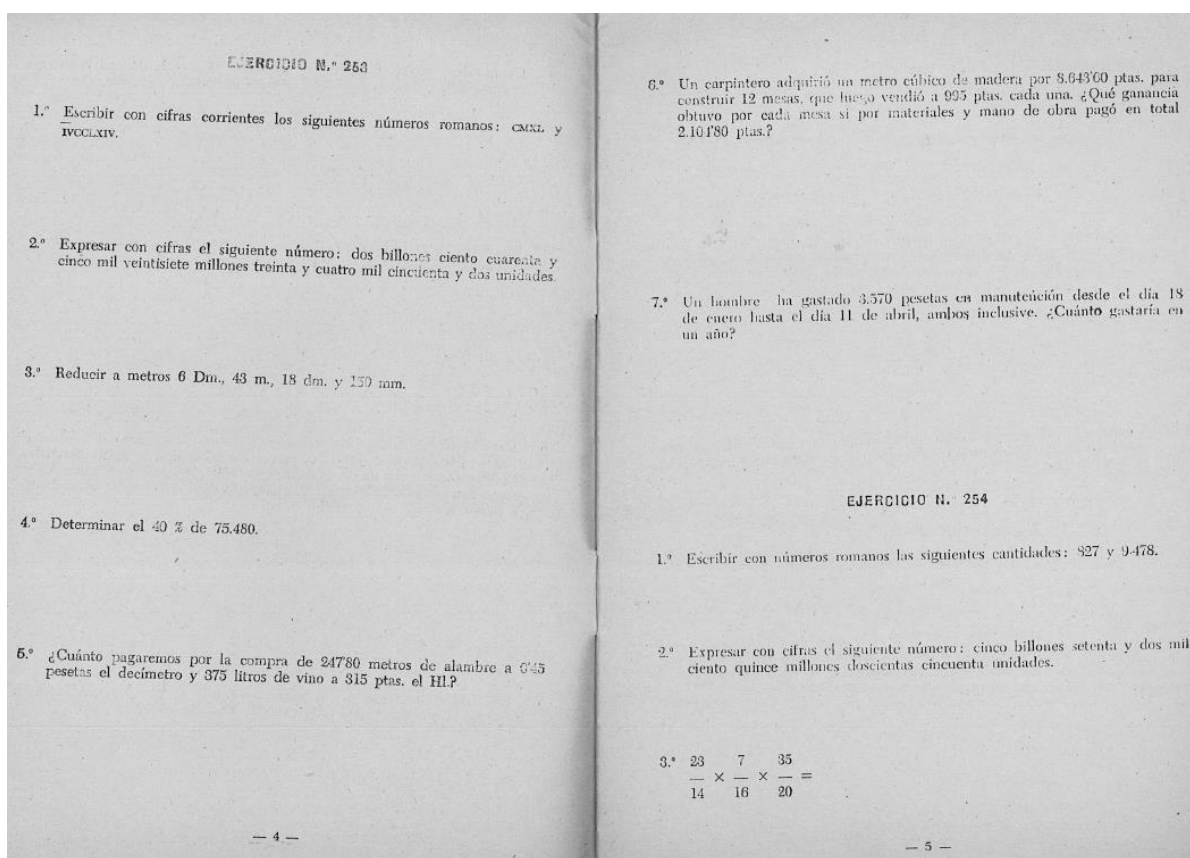 EJERCICIO N.º 253
1.º Escribir con cifras corrientes los siguientes números romanos: CMXL y
IVCCLXIV.
2.º Expresar con cifras el siguiente número: dos billones ciento cuarenta y
cinco mil veintisiete millones treinta y cuatro mil cincuenta y dos unidades.
3.º Reducir a metros 6 Dm., 43 m., 18 dm. y 150 mm.
4.º Determinar el 40 % de 75.480.
5.º ¿Cuánto pagaremos por la compra de 247'80 metros de alambre a 0'45
pesetas el decímetro y 375 litros de vino a 315 ptas. el Hl.?
— 4 —
6.º Un carpintero adquirió un metro cúbico de madera por 8.643'60 ptas. para
construir 12 mesas, que luego vendió a 995 ptas. cada una. ¿Qué ganancia
obtuvo por cada mesa si por materiales y mano de obra pagó en total
2.104'80 ptas.?
7.º Un hombre ha gastado 3.570 pesetas en manutención desde el día 18
de enero hasta el día 11 de abril, ambos inclusive. ¿Cuánto gastaría en
un año?
EJERCICIO N. 254
1.º Escribir con números romanos las siguientes cantidades: 827 y 9.478.
2.º Expresar con cifras el siguiente número: cinco billones setenta y dos mil
ciento quince millones doscientas cincuenta unidades.
3.º 23 7 35
— × — × — =
14 16 20
— 5 —